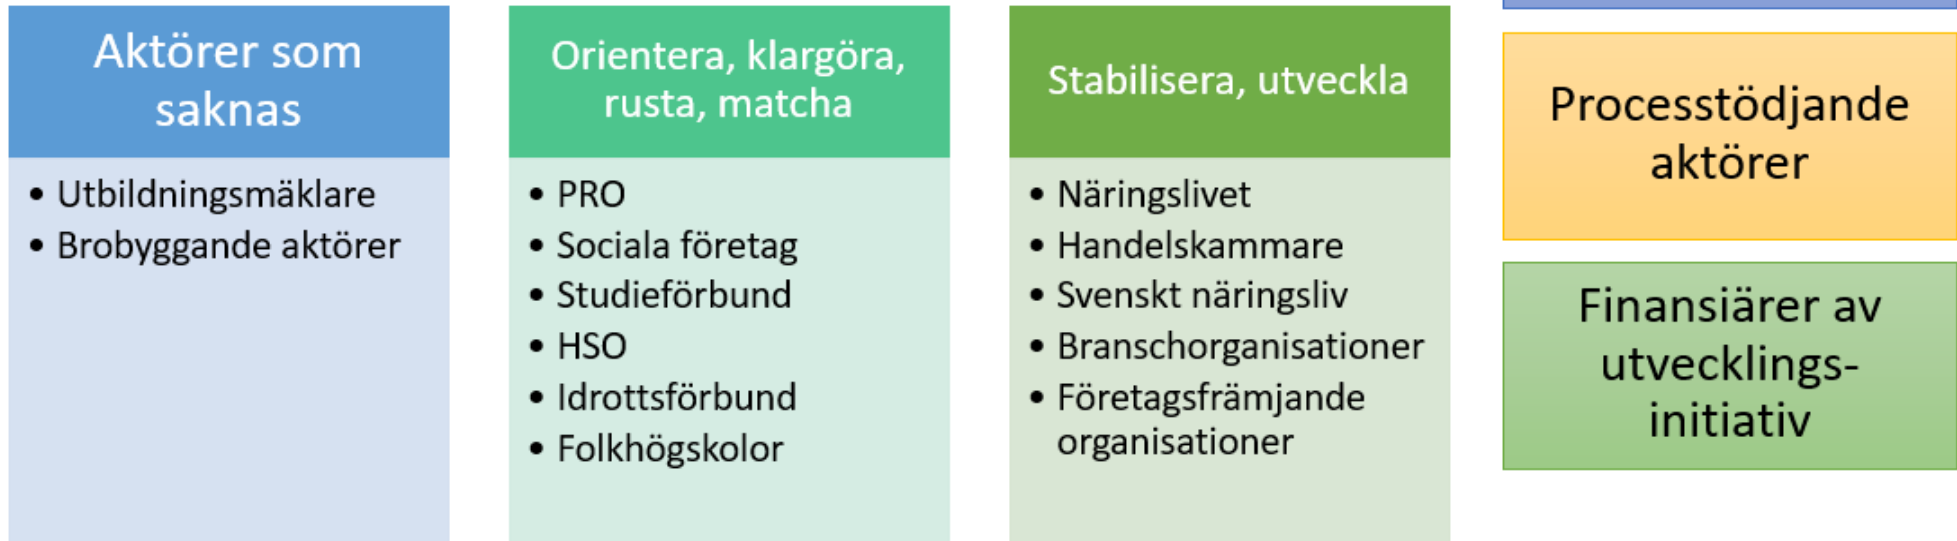 Aktörer som
saknas
• Utbildningsmäklare
• Brobyggande aktörer
Orientera, klargöra,
rusta, matcha
• PRO
• Sociala företag
• Studieförbund
• HSO
• Idrottsförbund
• Folkhögskolor
Stabilisera, utveckla
• Näringslivet
• Handelskammare
• Svenskt näringsliv
• Branschorganisationer
• Företagsfrämjande
organisationer
Processtödjande
aktörer
Finansiärer av
utvecklings-
initiativ